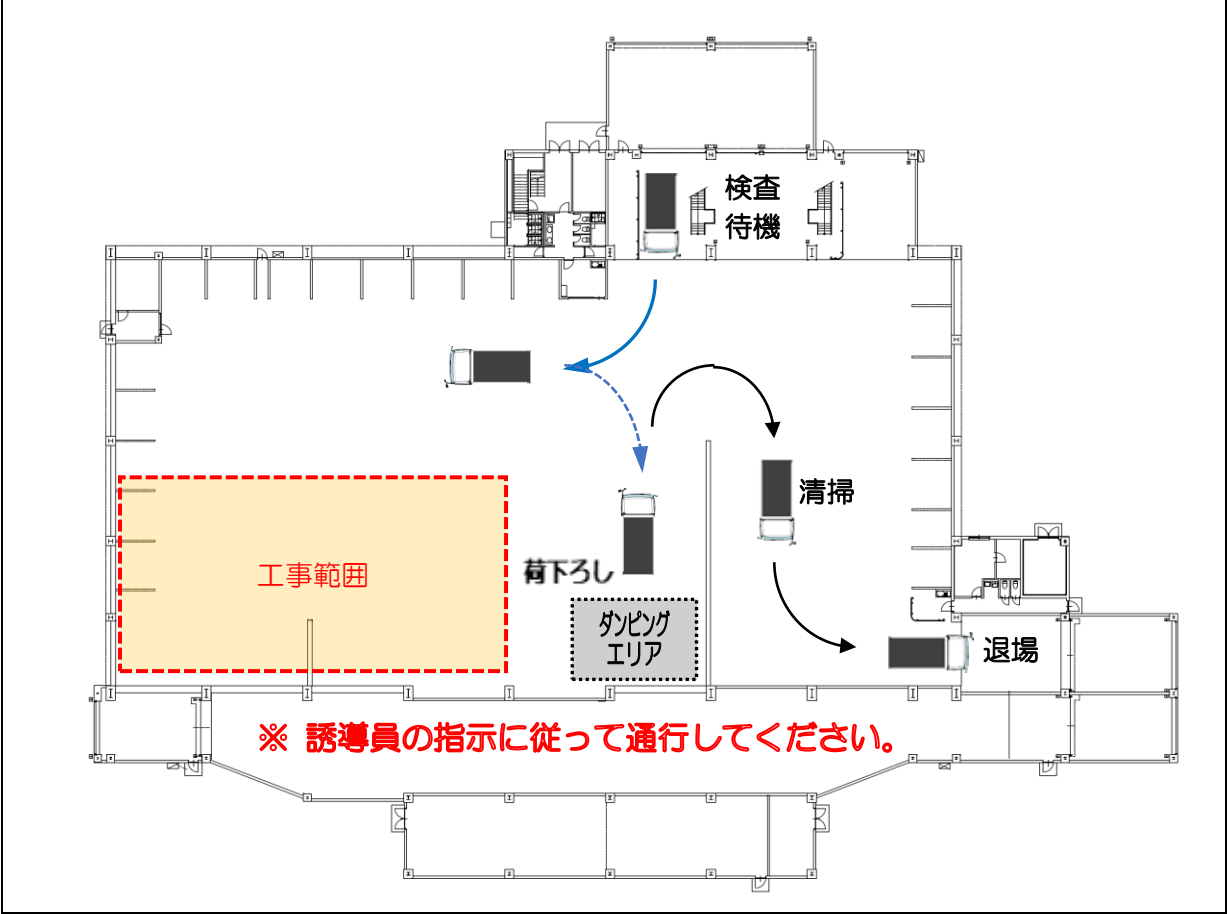 検査
待機
清掃
工事範囲
荷下ろし
ダンピング
エリア
退場
※ 誘導員の指示に従って通行してください。